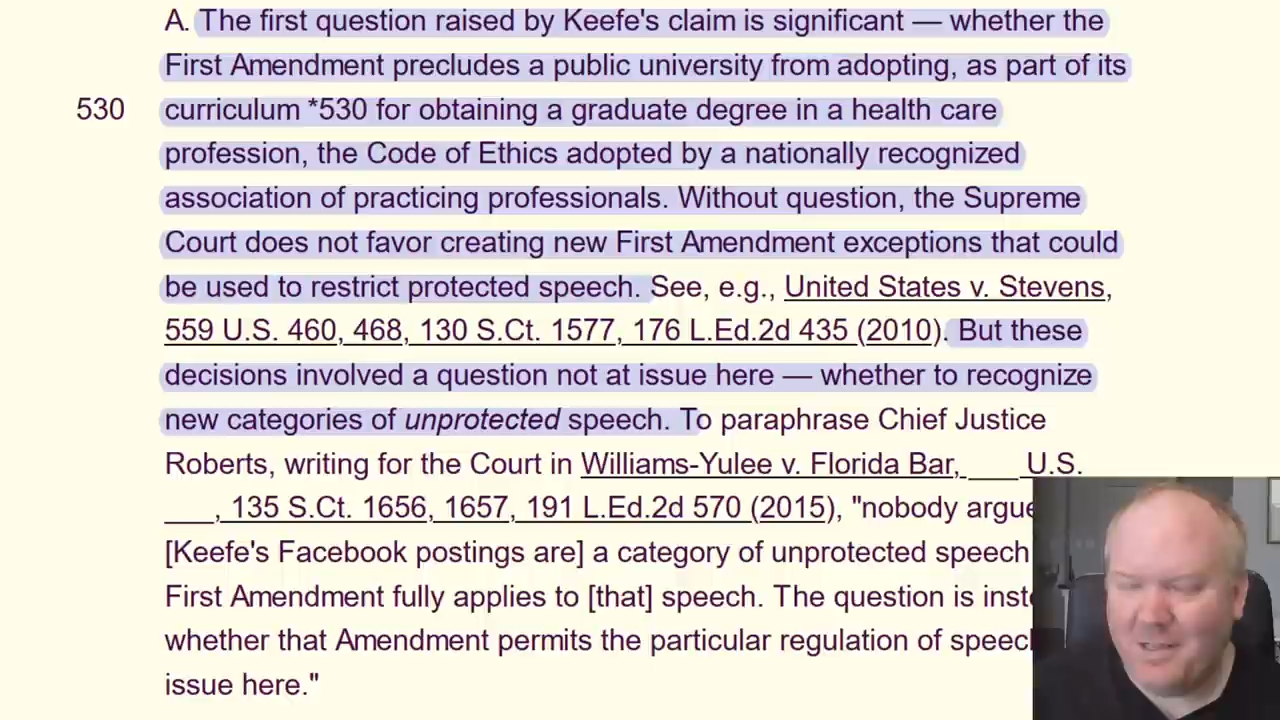 A. The first question raised by Keefe's claim is significant — whether the
First Amendment precludes a public university from adopting, as part of its
530 curriculum *530 for obtaining a graduate degree in a health care
profession, the Code of Ethics adopted by a nationally recognized
association of practicing professionals. Without question, the Supreme
Court does not favor creating new First Amendment exceptions that could
be used to restrict protected speech. See, e.g., United States v. Stevens,
559 U.S. 460, 468, 130 S.Ct. 1577, 176 L.Ed.2d 435 (2010). But these
decisions involved a question not at issue here — whether to recognize
new categories of unprotected speech. To paraphrase Chief Justice
Roberts, writing for the Court in Williams-Yulee v. Florida Bar, ___ U.S.
___, 135 S.Ct. 1656, 1657, 191 L.Ed.2d 570 (2015), "nobody argue
[Keefe's Facebook postings are] a category of unprotected speech
First Amendment fully applies to [that] speech. The question is
whether that Amendment permits the particular regulation of
issue here."